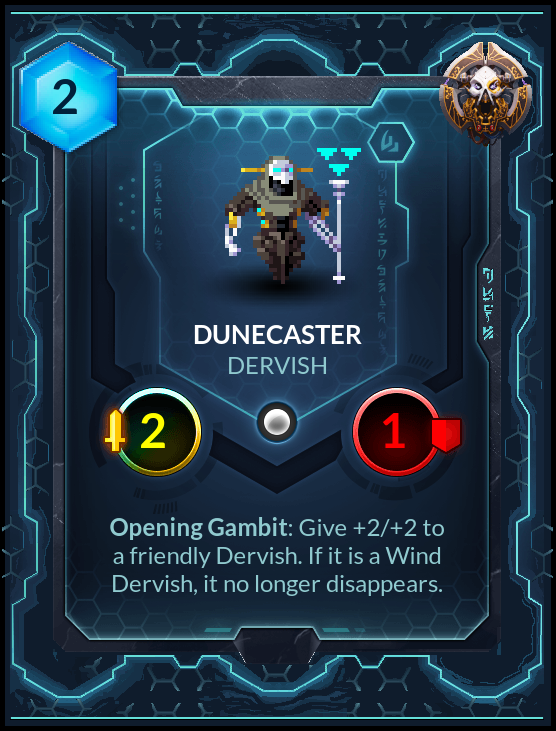 2
DUNECASTER
DERVISH
2
1
Opening Gambit: Give +2/+2 to
a friendly Dervish. If it is a Wind
Dervish, it no longer disappears.